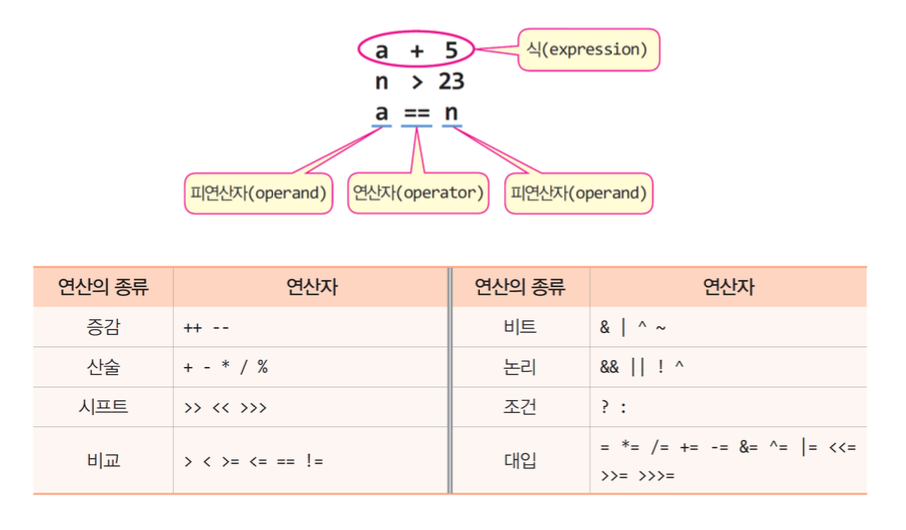 a + 5
식(expression)
n > 23
a == n
피연산자(operand) 연산자(operator) 피연산자(operand)
연산의 종류 연산자 연산의 종류 연산자
증감 ++ -- 비트 & | ^ ~
산술 + - * / % 논리 && || ! ^
시프트 >> << >>> 조건 ? :
비교 > < >= <= == != 대입 = *= /= += -= &= ^= |= <<=
>>= >>>=